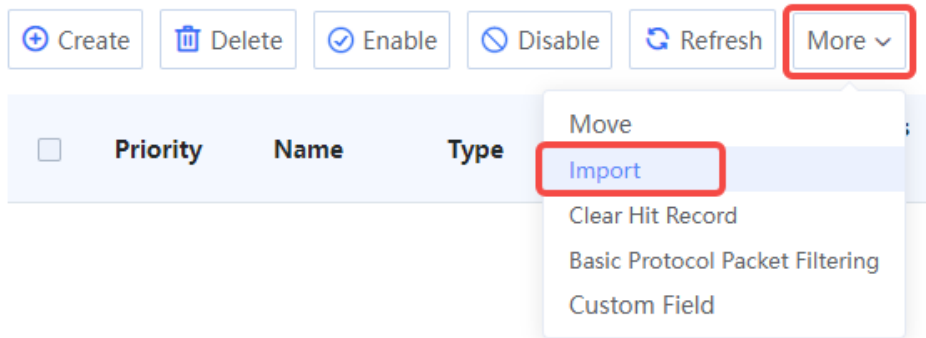 Create Delete Enable Disable Refresh More
Priority Name Type
Move
Import
Clear Hit Record
Basic Protocol Packet Filtering
Custom Field